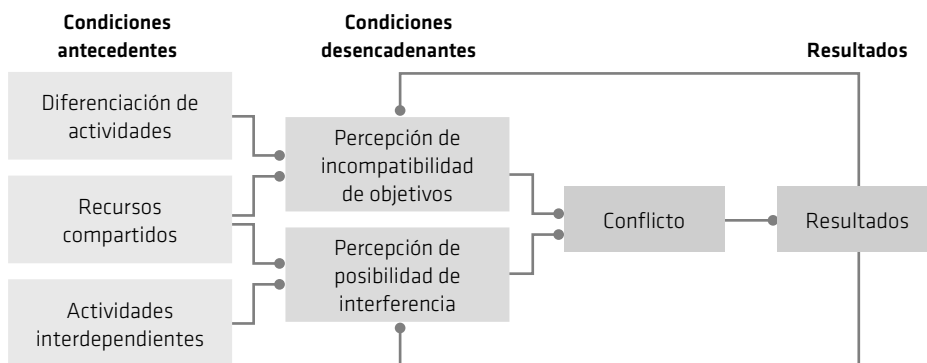 Condiciones
antecedentes
Condiciones
desencadenantes
Resultados
Diferenciación de
actividades
Recursos
compartidos
Actividades
interdependientes
Percepción de
incompatibilidad
de objetivos
Percepción de
posibilidad de
interferencia
Conflicto
Resultados